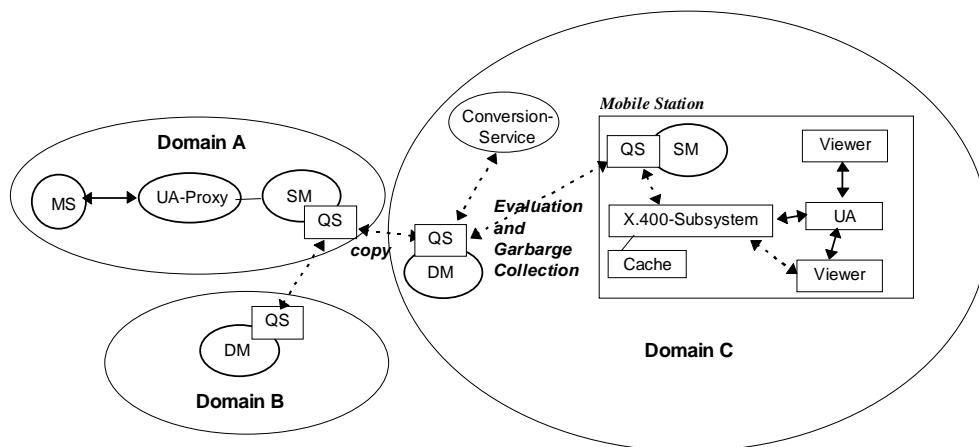 Domain A
MS
UA-Proxy
SM
QS
copy
QS
DM
Domain B
Conversion-
Service
QS
DM
Evaluation
and
Garbarge
Collection
Mobile Station
QS
SM
Viewer
X.400-Subsystem
UA
Cache
Viewer
Domain C